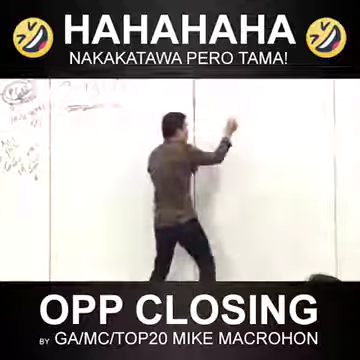 HAHAHAHA
NAKAKATAWA PERO TAMA!
OPP CLOSING
BY GA/MC/TOP20 MIKE MACROHON